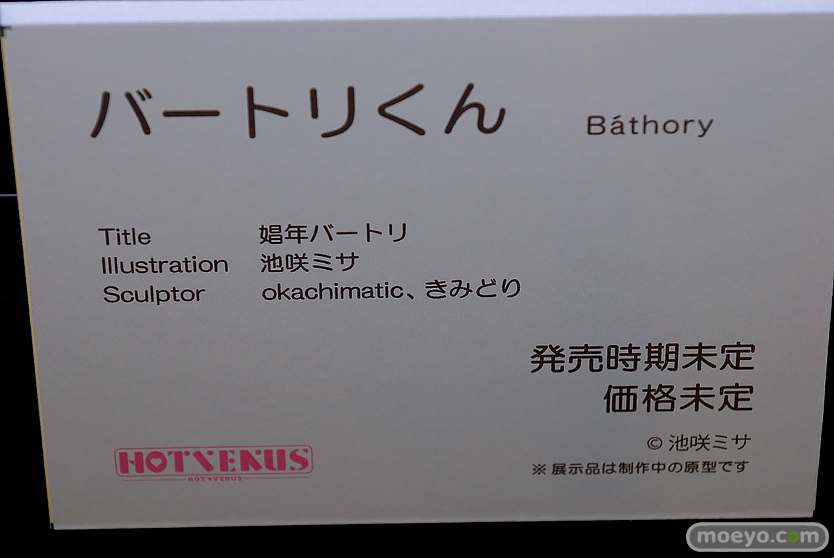 バートリくん Báthory
Title 娼年バートリ
Illustration 池咲ミサ
Sculptor okachimatic、きみどり
発売時期未定
価格未定
© 池咲ミサ
※展示品は制作中の原型です
HOTVENUS
HOT♥VENUS
moeyo.com